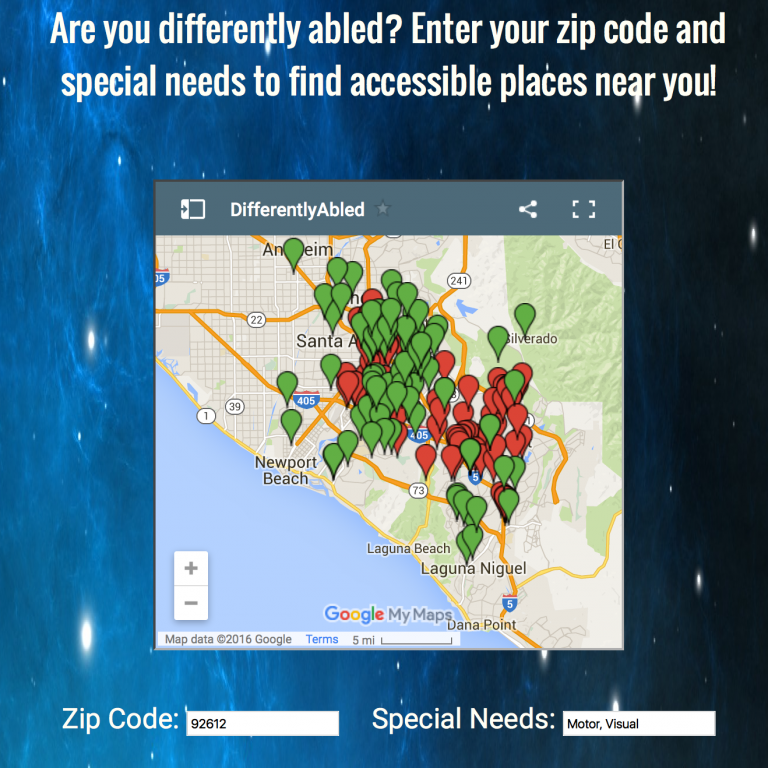 Are you differently abled? Enter your zip code and
special needs to find accessible places near you!
DifferentlyAbled
El
241
22
Santa A
Silverado
405
39
1
405
Newport
Beach
5
73
Laguna Beach
Laguna Niguel
5
Google My Maps
Dana Point
Map data ©2016 Google Terms 5 mi
Zip Code: 92612 Special Needs: Motor, Visual